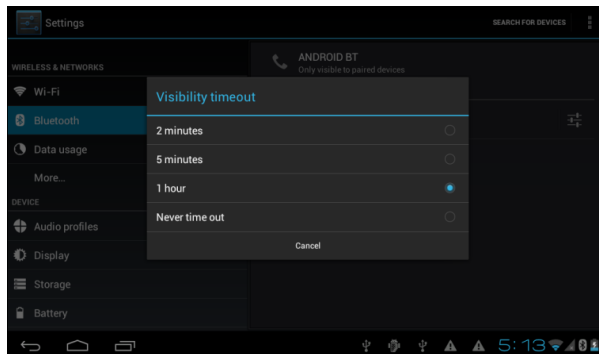 Settings
SEARCH FOR DEVICES
WIRELESS & NETWORKS
Wi-Fi
Bluetooth
Data usage
More...
DEVICE
Audio profiles
Display
Storage
Battery
ANDROID BT
Only visible to paired devices
Visibility timeout
2 minutes
5 minutes
1 hour
Never time out
Cancel
5:13